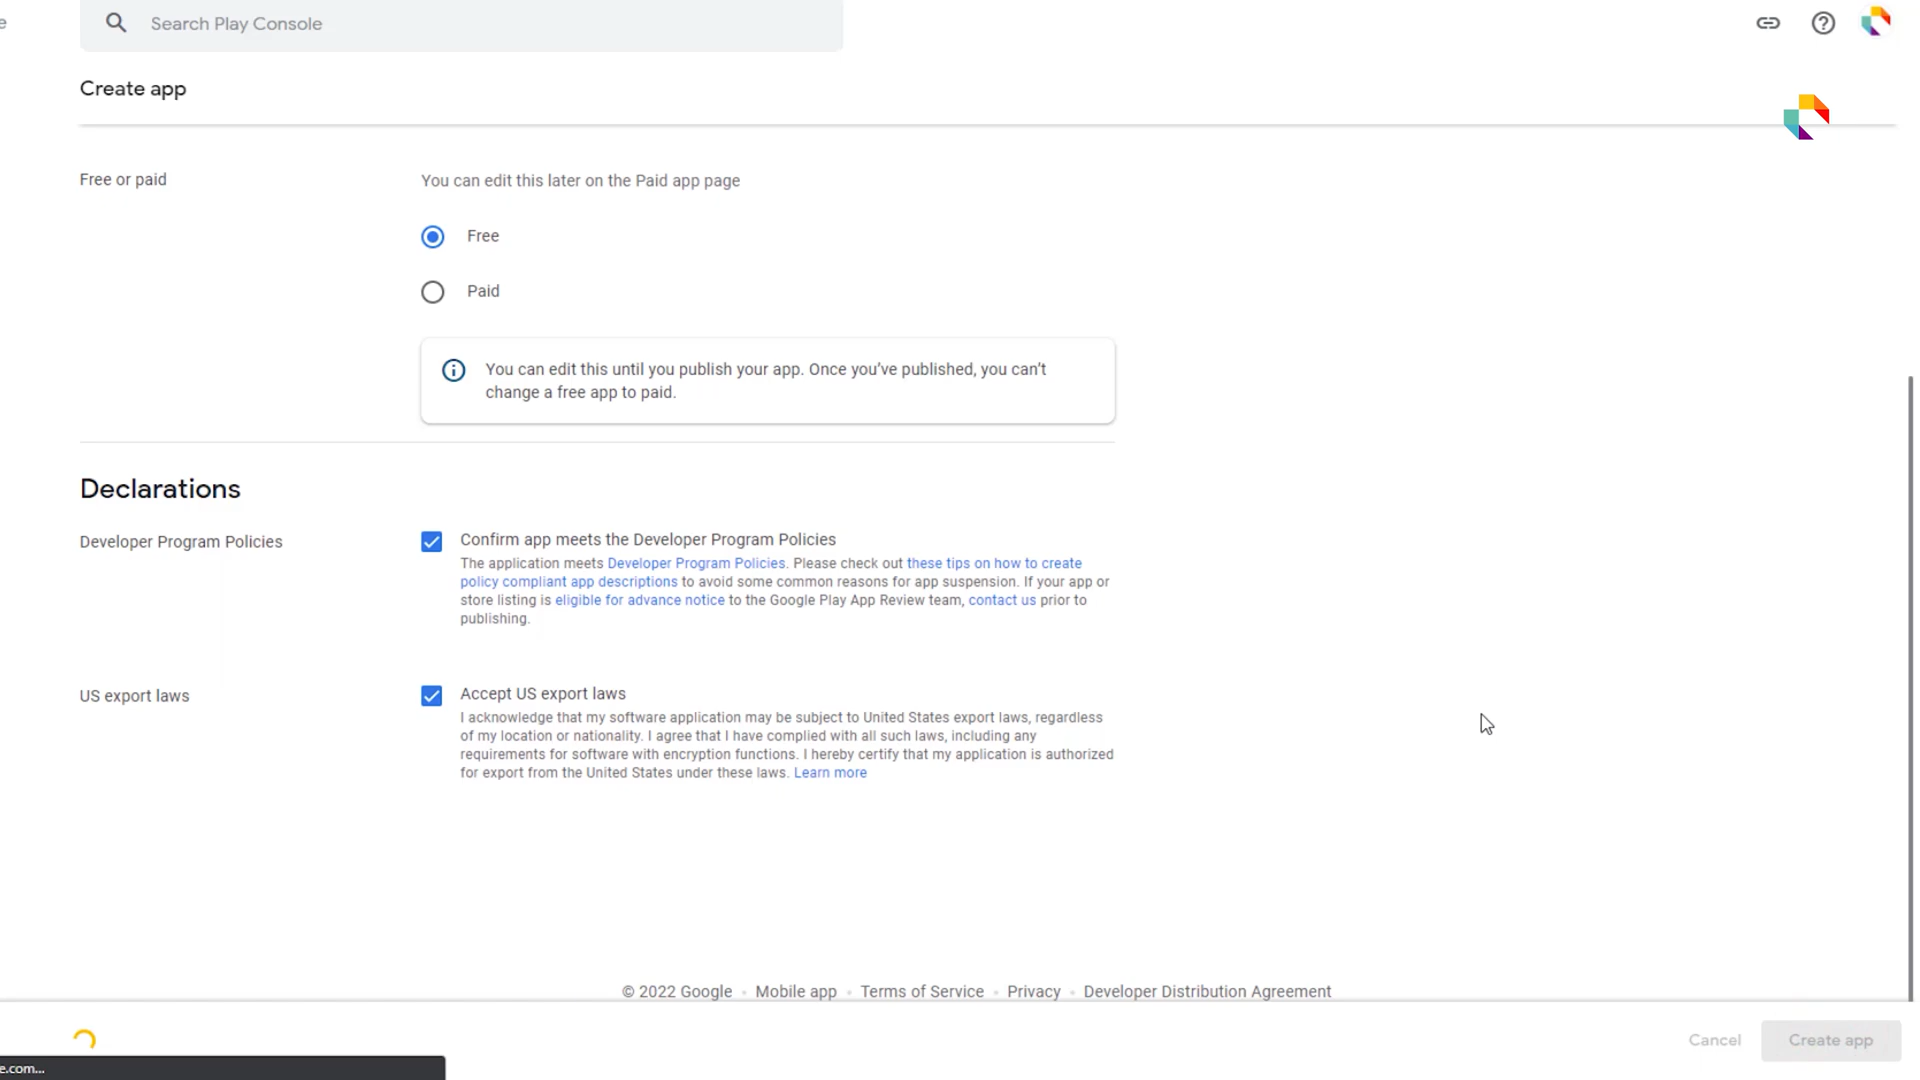 e
Search Play Console
Create app
Free or paid
You can edit this later on the Paid app page
Free
Paid
You can edit this until you publish your app. Once you've published, you can't
change a free app to paid.
Declarations
Developer Program Policies
Confirm app meets the Developer Program Policies
The application meets Developer Program Policies. Please check out these tips on how to create
policy compliant app descriptions to avoid some common reasons for app suspension. If your app or
store listing is eligible for advance notice to the Google Play App Review team, contact us prior to
publishing.
US export laws
Accept US export laws
I acknowledge that my software application may be subject to United States export laws, regardless
of my location or nationality. I agree that I have complied with all such laws, including any
requirements for software with encryption functions. I hereby certify that my application is authorized
for export from the United States under these laws. Learn more
© 2022 Google • Mobile app • Terms of Service • Privacy • Developer Distribution Agreement
Cancel
Create app
e.com...